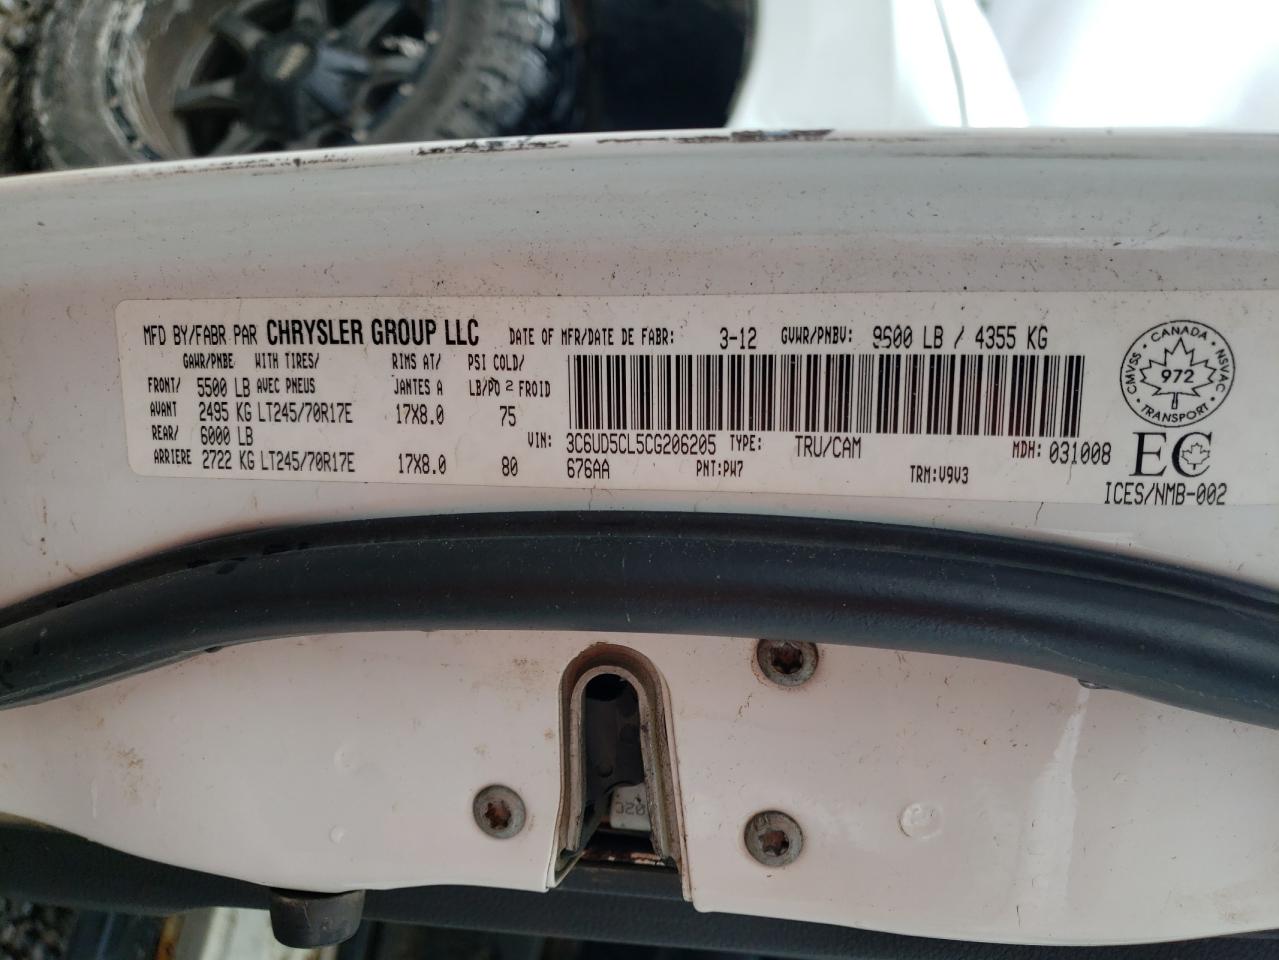 MFD BY/FABR PAR CHRYSLER GROUP LLC DATE OF MFR/DATE DE FABR: 3-12 GVWR/PNBV: 9600 LB / 4355 KG
GAWR/PNBE WITH TIRES/ RIMS AT/ PSI COLD/
FRONT/ 5500 LB AVEC PNEUS JANTES A LB/PO 2 FROID
AVANT 2495 KG LT245/70R17E 17X8.0 75
REAR/ 6000 LB
ARRIERE 2722 KG LT245/70R17E 17X8.0 80
VIN: 3C6UD5CL5CG206205 TYPE: TRU/CAM MDH: 031008
676AA PNT:PW7 TRM:V9V3
CANADA
CMVSS NSVAC
972
TRANSPORT
EC
ICES/NMB-002